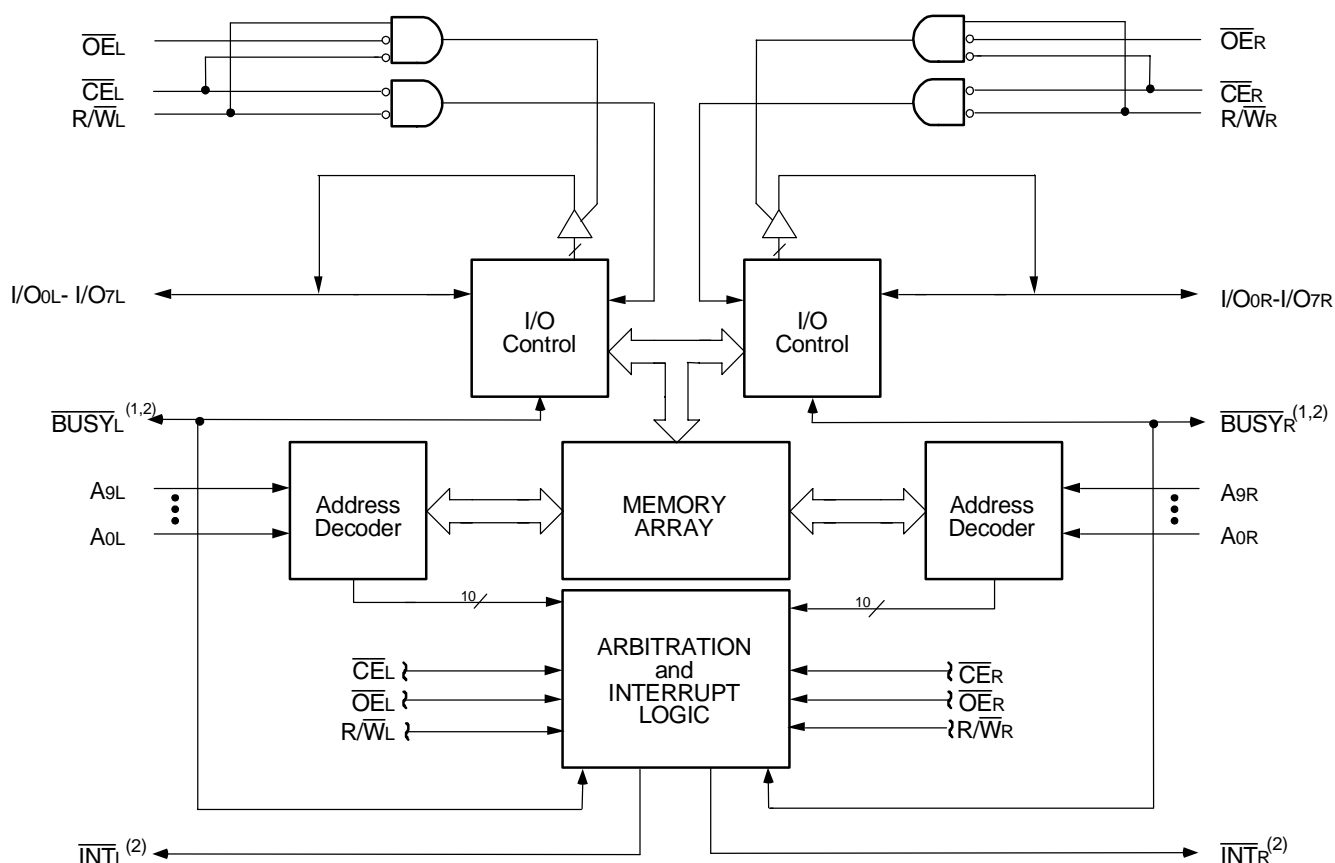 OEL
OER
CEL
CER
R/WL
R/WR
I/O0L- I/O7L
I/O
Control
I/O
Control
I/O0R-I/O7R
BUSYL (1,2)
BUSYR (1,2)
A9L
A0L
Address
Decoder
MEMORY
ARRAY
Address
Decoder
A9R
A0R
10
10
ARBITRATION
and
INTERRUPT
LOGIC
CEL
OEL
R/WL
CER
OER
R/WR
INTL (2)
INTR (2)